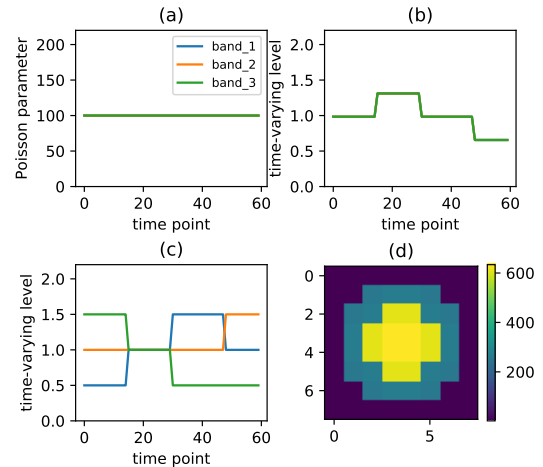 (a)
Poisson parameter
200
150
100
50
0
band_1
band_2
band_3
0 20 40 60
time point
(b)
time-varying level
2.0
1.5
1.0
0.5
0.0
0 20 40 60
time point
(c)
time-varying level
2.0
1.5
1.0
0.5
0.0
0 20 40 60
time point
(d)
0
2
4
6
0 5
600
400
200